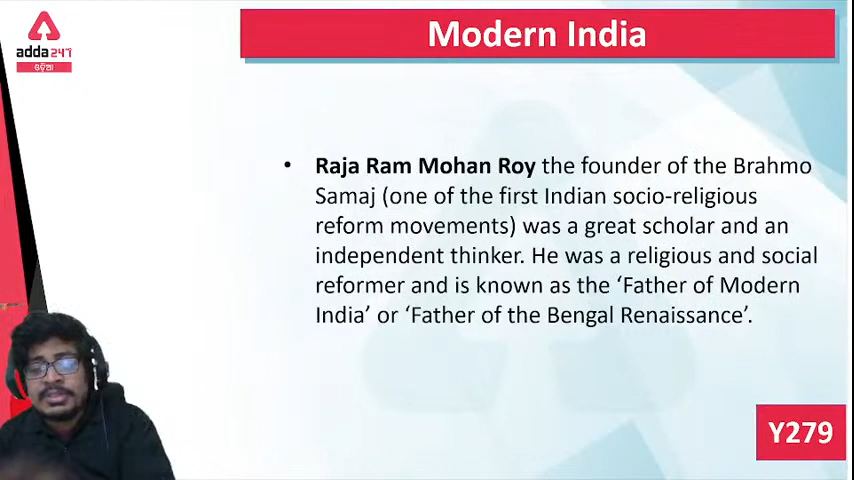 Modern India
adda247
ଓଡ଼ିଆ
• Raja Ram Mohan Roy the founder of the Brahmo
Samaj (one of the first Indian socio-religious
reform movements) was a great scholar and an
independent thinker. He was a religious and social
reformer and is known as the ‘Father of Modern
India’ or ‘Father of the Bengal Renaissance’.
Y279